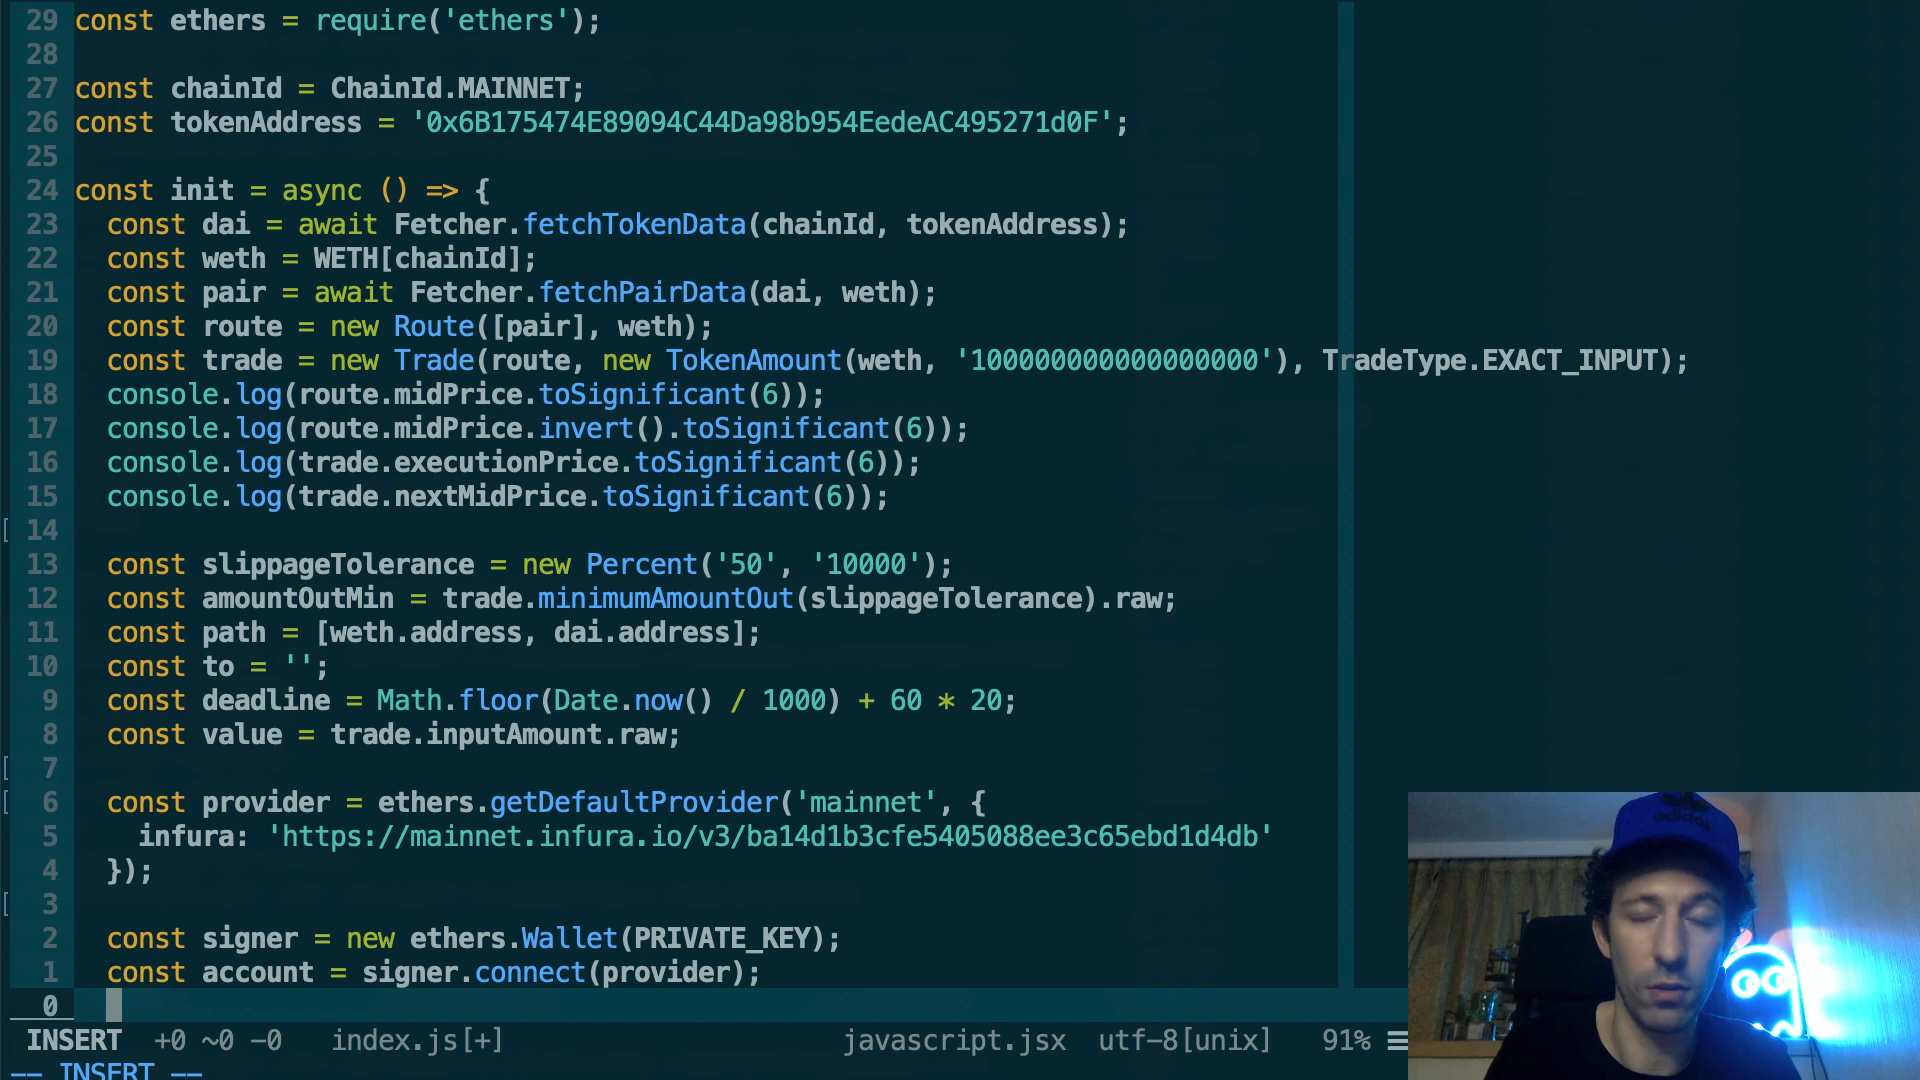 29 const ethers = require('ethers');
28
27 const chainId = ChainId.MAINNET;
26 const tokenAddress = '0x6B175474E89094C44Da98b954EedeAC495271d0F';
25
24 const init = async () => {
23   const dai = await Fetcher.fetchTokenData(chainId, tokenAddress);
22   const weth = WETH[chainId];
21   const pair = await Fetcher.fetchPairData(dai, weth);
20   const route = new Route([pair], weth);
19   const trade = new Trade(route, new TokenAmount(weth, '100000000000000000'), TradeType.EXACT_INPUT);
18   console.log(route.midPrice.toSignificant(6));
17   console.log(route.midPrice.invert().toSignificant(6));
16   console.log(trade.executionPrice.toSignificant(6));
15   console.log(trade.nextMidPrice.toSignificant(6));
[ 14
13   const slippageTolerance = new Percent('50', '10000');
12   const amountOutMin = trade.minimumAmountOut(slippageTolerance).raw;
11   const path = [weth.address, dai.address];
10   const to = '';
9   const deadline = Math.floor(Date.now() / 1000) + 60 * 20;
8   const value = trade.inputAmount.raw;
[ 7
[ 6   const provider = ethers.getDefaultProvider('mainnet', {
5     infura: 'https://mainnet.infura.io/v3/ba14d1b3cfe5405088ee3c65ebd1d4db'
4   });
[ 3
2   const signer = new ethers.Wallet(PRIVATE_KEY);
1   const account = signer.connect(provider);
0
INSERT +0 ~0 -0 index.js[+] javascript.jsx utf-8[unix] 91% ☰
-- INSERT --
adidas